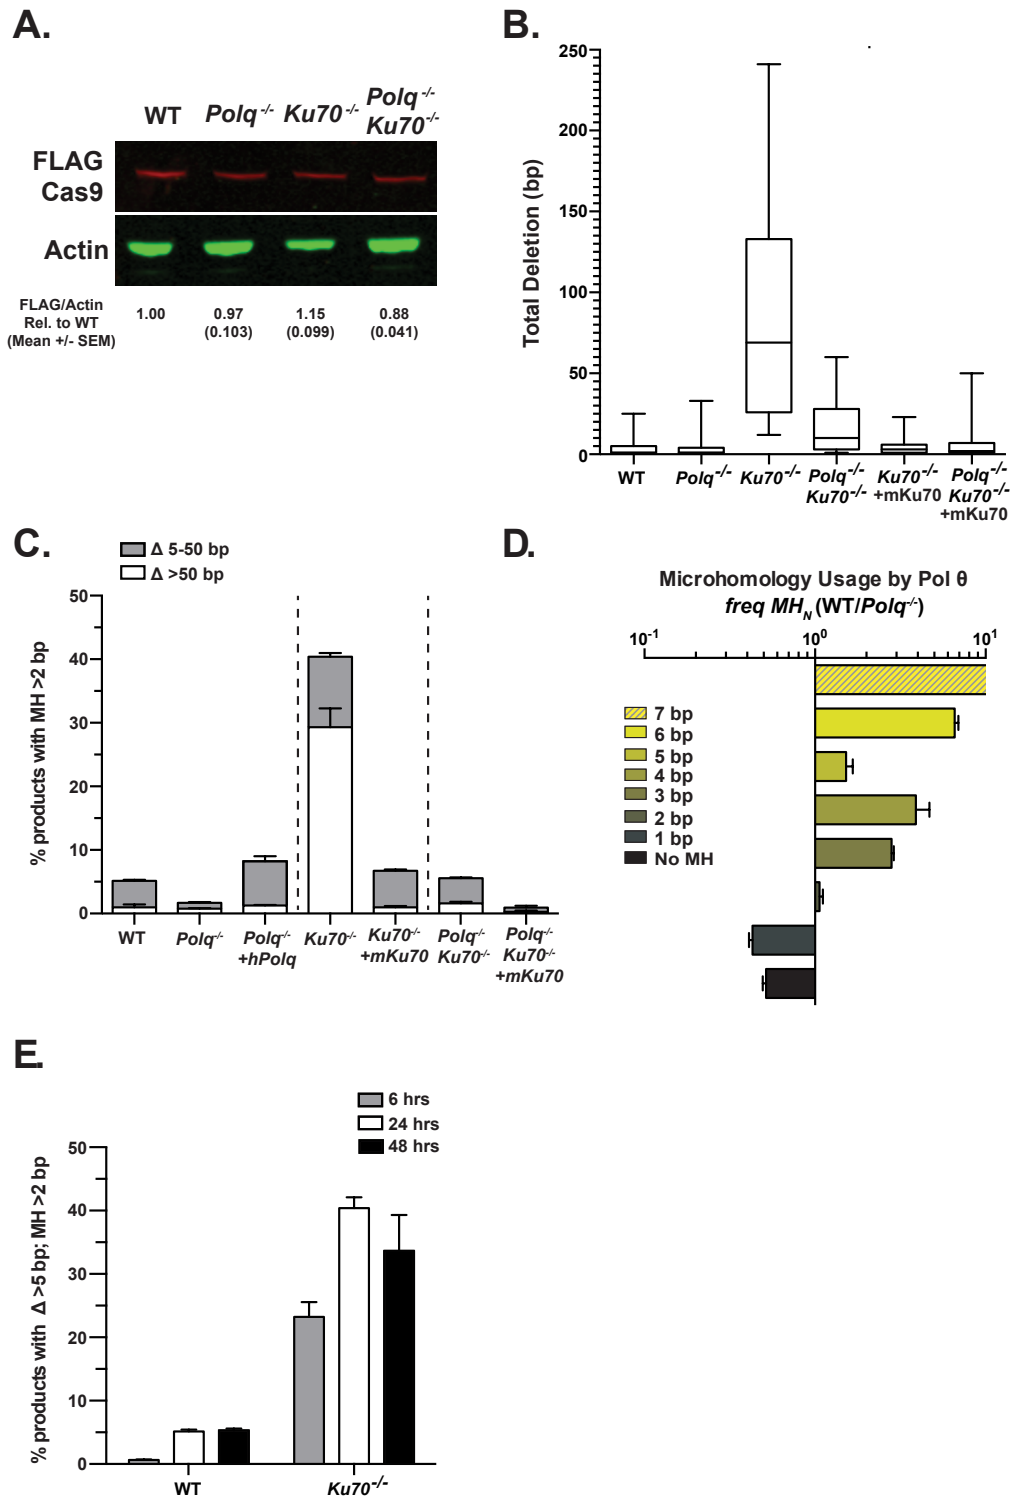 A.
WT Polq-/- Ku70-/- Polq-/-
Ku70-/-
FLAG
Cas9
Actin
FLAG/Actin
Rel. to WT
(Mean +/- SEM)
1.00 0.97 1.15 0.88
(0.103) (0.099) (0.041)
B.
Total Deletion (bp)
250
200
150
100
50
0
WT Polq-/- Ku70-/- Polq-/- Ku70-/- Polq-/-
Ku70-/- +mKu70 Ku70-/-
+mKu70
C.
Δ 5-50 bp
Δ >50 bp
% products with MH >2 bp
50
40
30
20
10
0
WT Polq-/- Polq-/- Ku70-/- Ku70-/- Polq-/- Polq-/-
+hPolq +mKu70 Ku70-/- Ku70-/-
+mKu70
D.
Microhomology Usage by Pol θ
freq MHN (WT/Polq-/-)
10-1 100 101
7 bp
6 bp
5 bp
4 bp
3 bp
2 bp
1 bp
No MH
E.
6 hrs
24 hrs
48 hrs
% products with Δ >5 bp; MH >2 bp
50
40
30
20
10
0
WT Ku70-/-